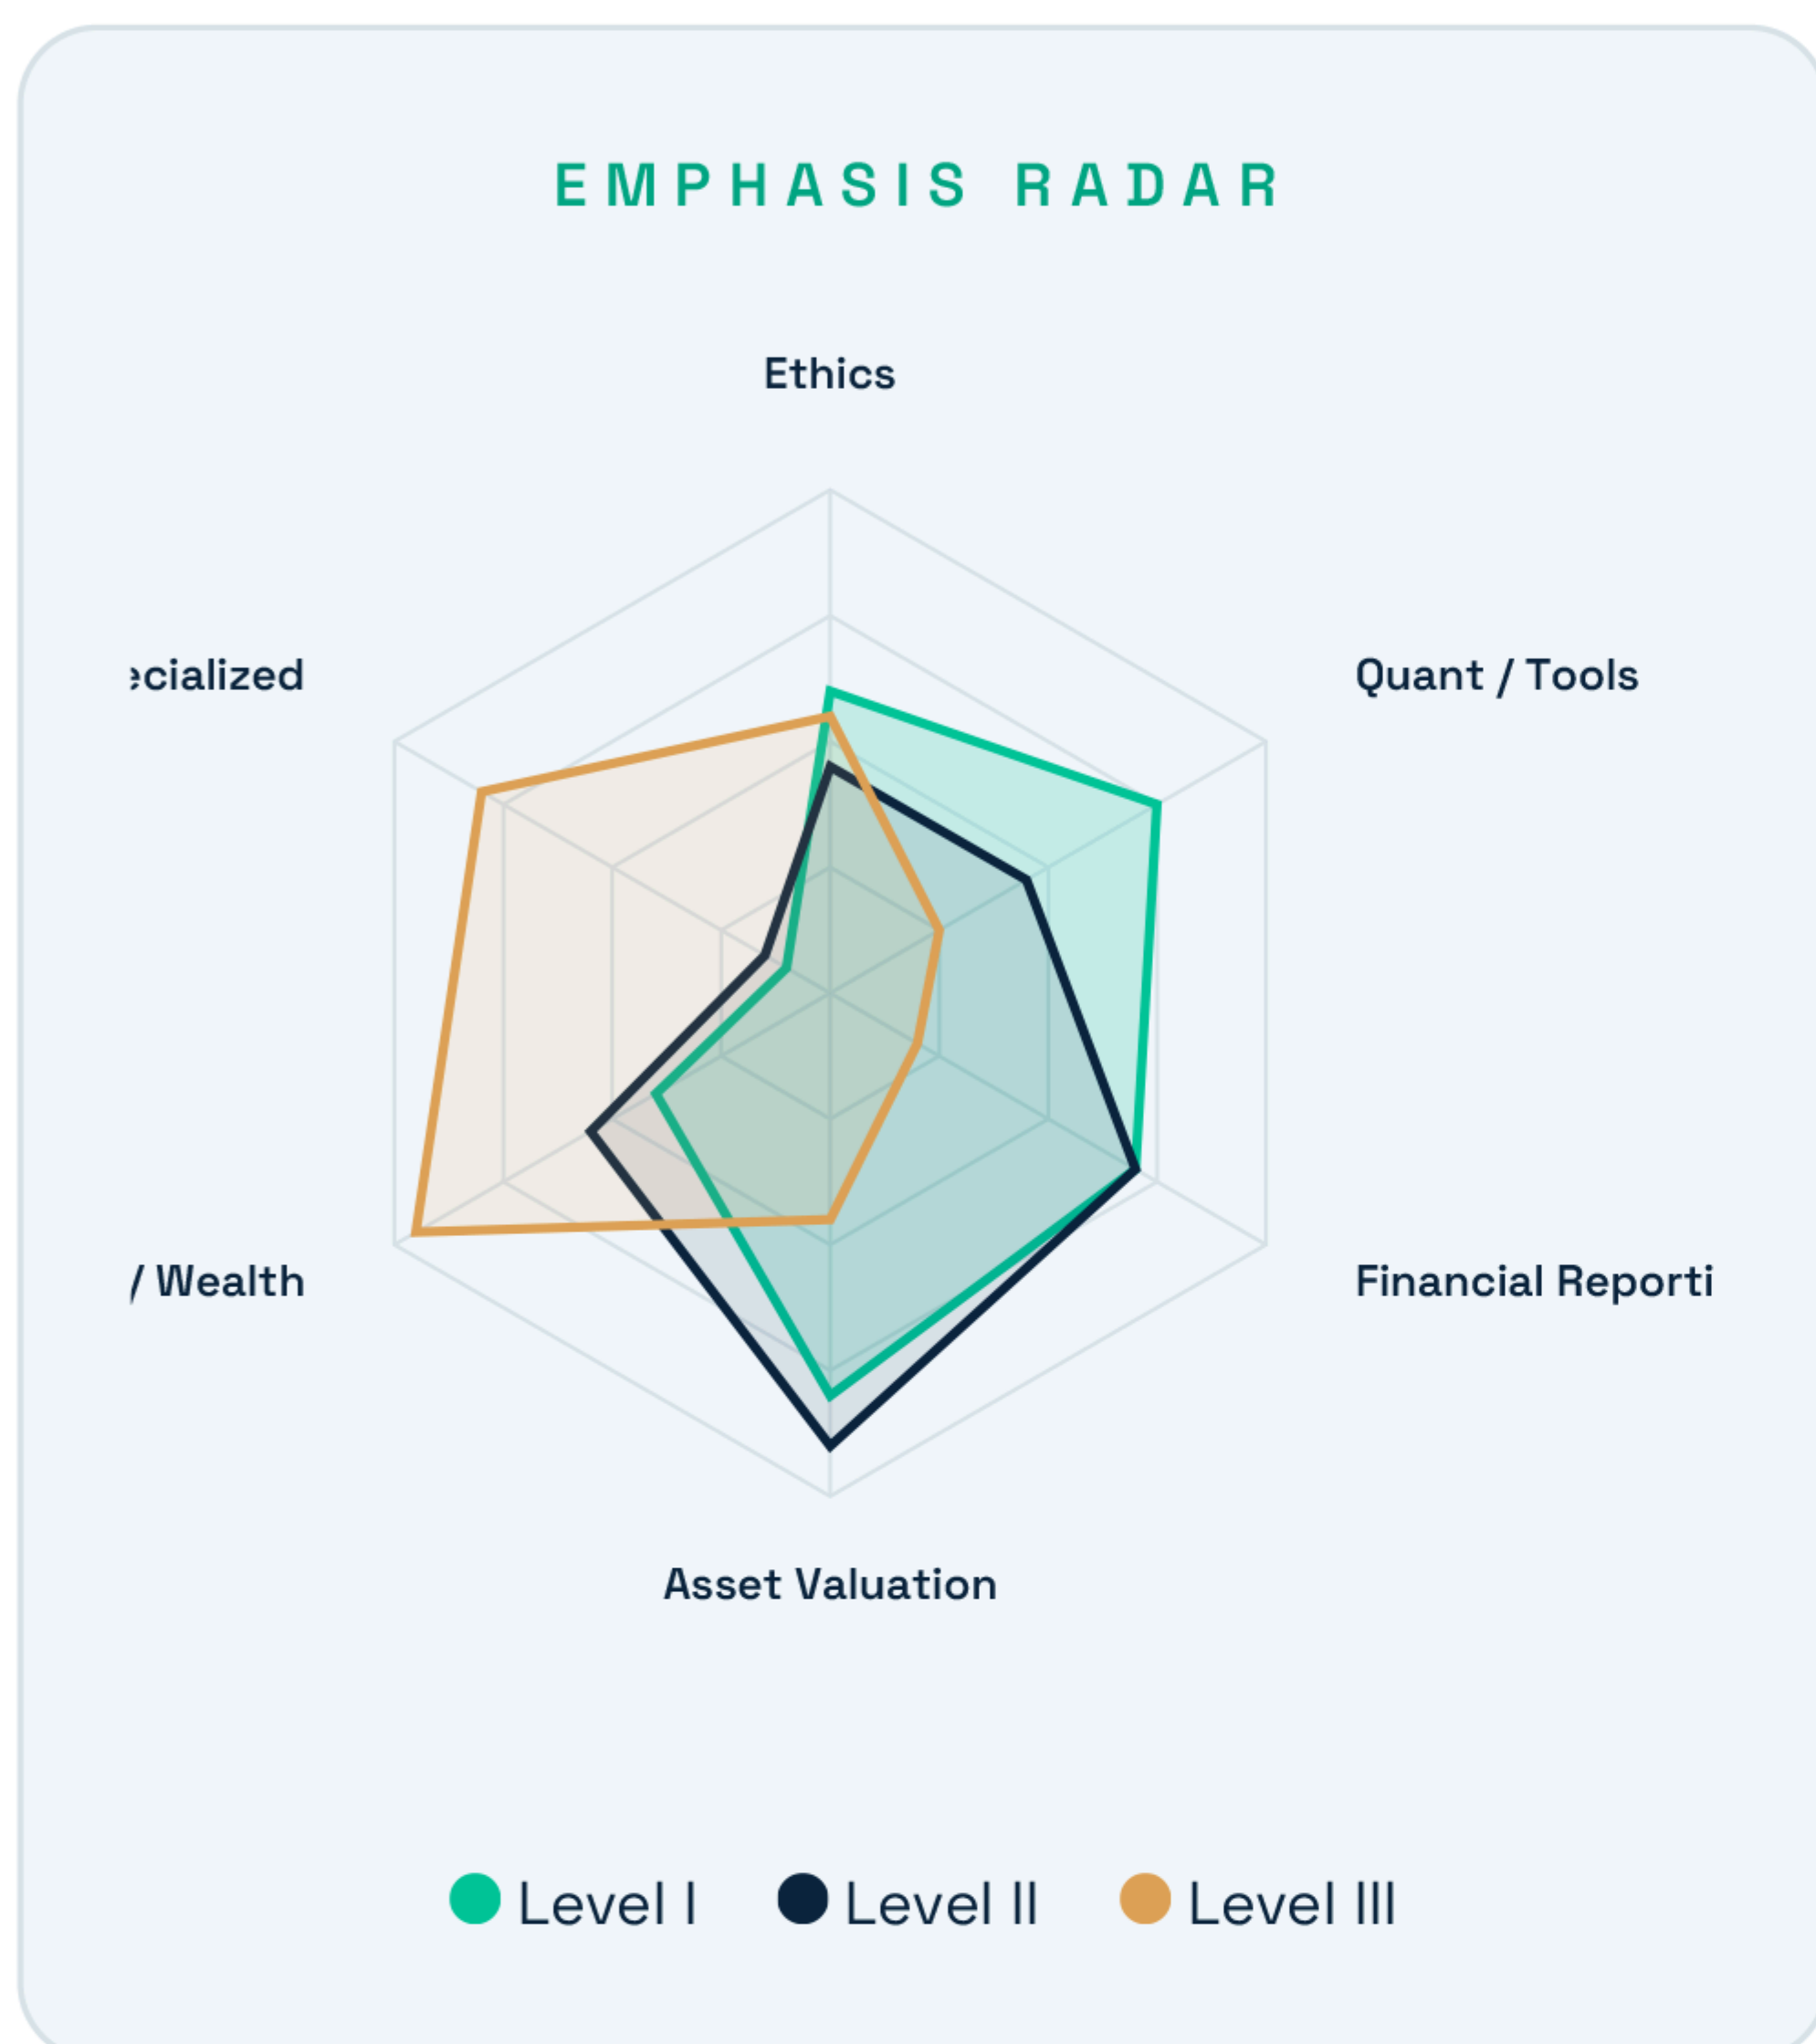 EMPHASIS RADAR
Ethics
ecialized
Quant / Tools
/ Wealth
Financial Reporti
Asset Valuation
Level I
Level II
Level III